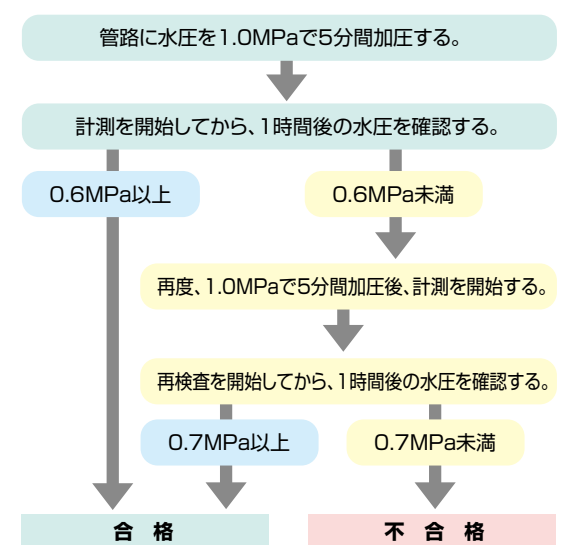 管路に水圧を1.0MPaで5分間加圧する。
計測を開始してから、1時間後の水圧を確認する。
0.6MPa以上
0.6MPa未満
再度、1.0MPaで5分間加圧後、計測を開始する。
再検査を開始してから、1時間後の水圧を確認する。
0.7MPa以上
0.7MPa未満
合 格
不 合 格